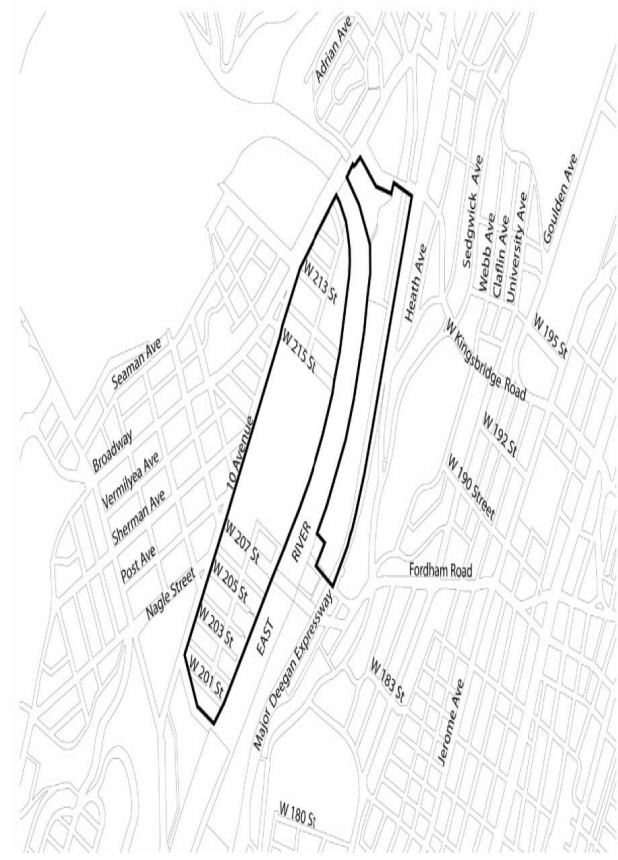 Adrian Ave
Sedgwick Ave
Webb Ave
Claflin Ave
University Ave
Goulden Ave
Heath Ave
W 213 St
W 215 St
W 195 St
W Kingsbridge Road
Seaman Ave
W 192 St
Broadway
10 Avenue
Vermilyea Ave
W 190 Street
Sherman Ave
W 207 St
RIVER
Post Ave
W 205 St
Fordham Road
Nagle Street
W 203 St
EAST
Major Deegan Expressway
W 201 St
W 183 St
Jerome Ave
W 180 St